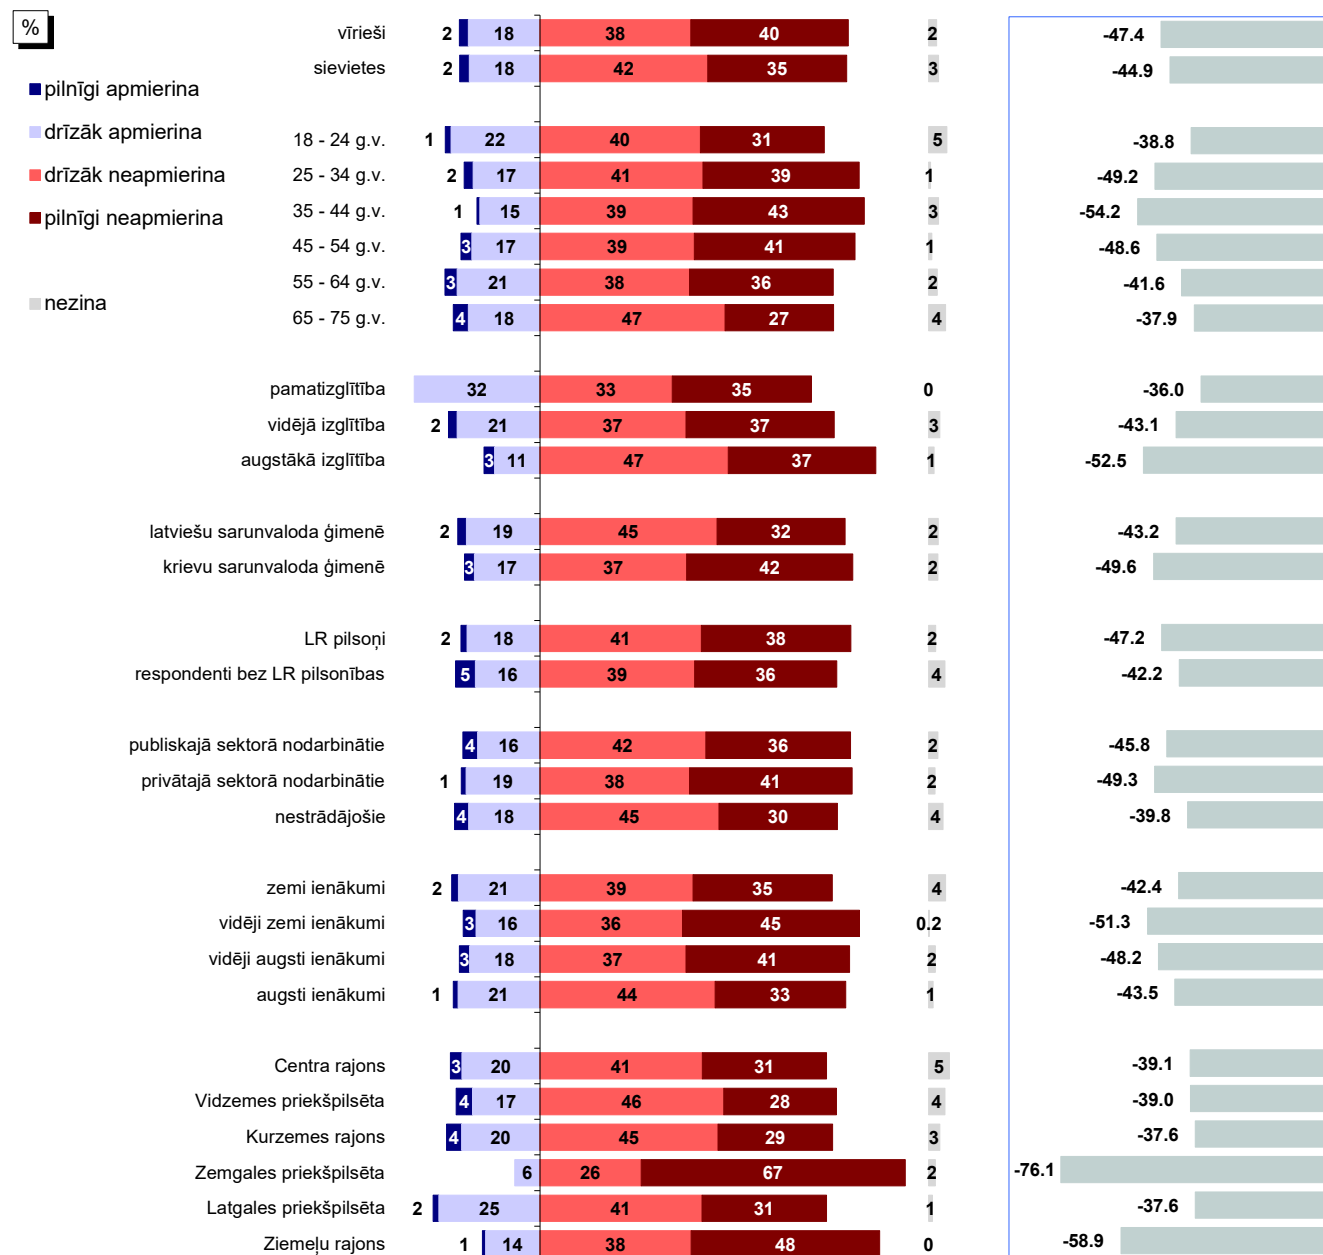 %
pilnīgi apmierina
drīzāk apmierina
drīzāk neapmierina
pilnīgi neapmierina
nezina
vīrieši 2 18 38 40 2 -47.4
sievietes 2 18 42 35 3 -44.9
18 - 24 g.v. 1 22 40 31 5 -38.8
25 - 34 g.v. 2 17 41 39 1 -49.2
35 - 44 g.v. 1 15 39 43 3 -54.2
45 - 54 g.v. 3 17 39 41 1 -48.6
55 - 64 g.v. 3 21 38 36 2 -41.6
65 - 75 g.v. 4 18 47 27 4 -37.9
pamatizglītība 32 33 35 0 -36.0
vidējā izglītība 2 21 37 37 3 -43.1
augstākā izglītība 3 11 47 37 1 -52.5
latviešu sarunvaloda ģimenē 2 19 45 32 2 -43.2
krievu sarunvaloda ģimenē 3 17 37 42 2 -49.6
LR pilsoņi 2 18 41 38 2 -47.2
respondenti bez LR pilsonības 5 16 39 36 4 -42.2
publiskajā sektorā nodarbinātie 4 16 42 36 2 -45.8
privātajā sektorā nodarbinātie 1 19 38 41 2 -49.3
nestrādājošie 4 18 45 30 4 -39.8
zemi ienākumi 2 21 39 35 4 -42.4
vidēji zemi ienākumi 3 16 36 45 0.2 -51.3
vidēji augsti ienākumi 3 18 37 41 2 -48.2
augsti ienākumi 1 21 44 33 1 -43.5
Centra rajons 3 20 41 31 5 -39.1
Vidzemes priekšpilsēta 4 17 46 28 4 -39.0
Kurzemes rajons 4 20 45 29 3 -37.6
Zemgales priekšpilsēta 6 26 67 2 -76.1
Latgales priekšpilsēta 2 25 41 31 1 -37.6
Ziemeļu rajons 1 14 38 48 0 -58.9